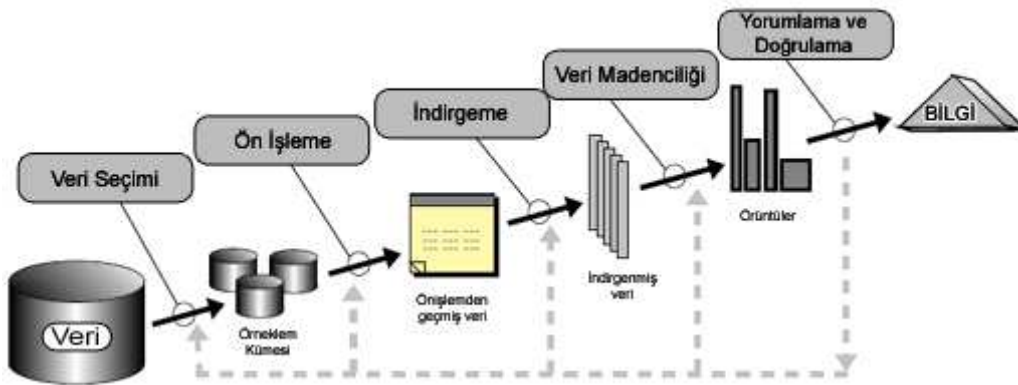 Yorumlama ve
Doğrulama
Veri Madenciliği
BİLGİ
İndirgeme
Ön İşleme
Veri Seçimi
Örüntüler
İndirgenmiş
veri
Önişlemden
geçmiş veri
Örneklem
Kümesi
Veri